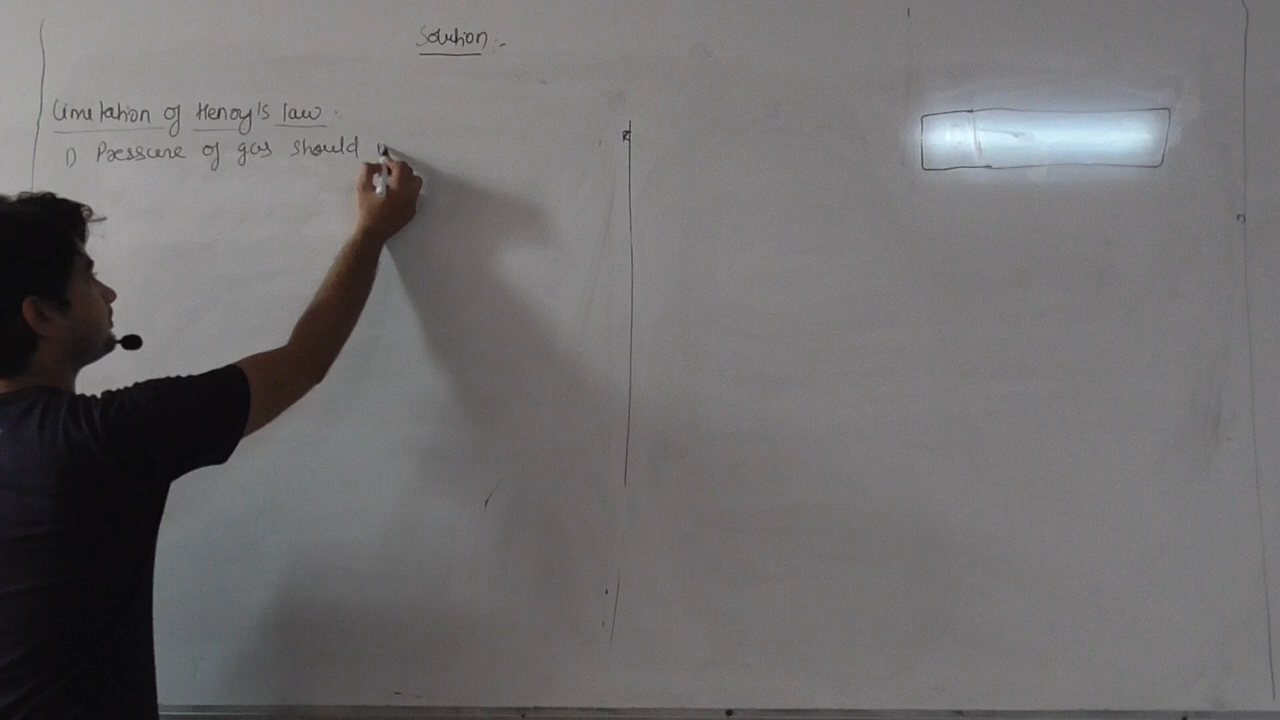 Solution :-
Limitation of Henry's law.
1) Pressure of gas should